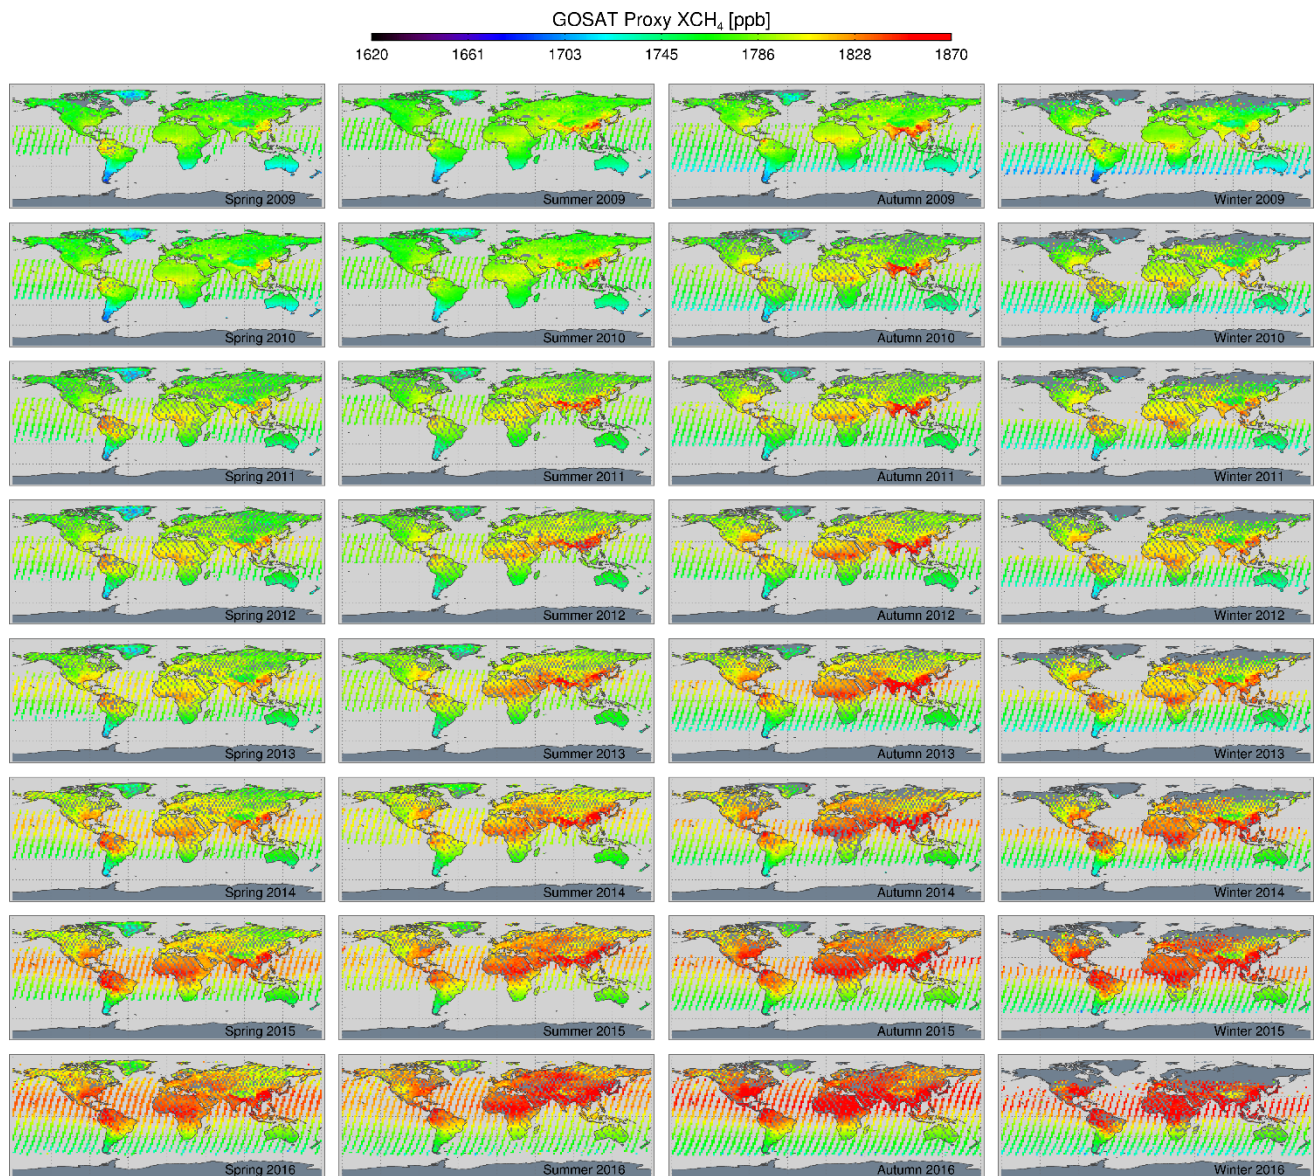 GOSAT Proxy XCH₄ [ppb]
1620 1661 1703 1745 1786 1828 1870
Spring 2009 Summer 2009 Autumn 2009 Winter 2009
Spring 2010 Summer 2010 Autumn 2010 Winter 2010
Spring 2011 Summer 2011 Autumn 2011 Winter 2011
Spring 2012 Summer 2012 Autumn 2012 Winter 2012
Spring 2013 Summer 2013 Autumn 2013 Winter 2013
Spring 2014 Summer 2014 Autumn 2014 Winter 2014
Spring 2015 Summer 2015 Autumn 2015 Winter 2015
Spring 2016 Summer 2016 Autumn 2016 Winter 2016